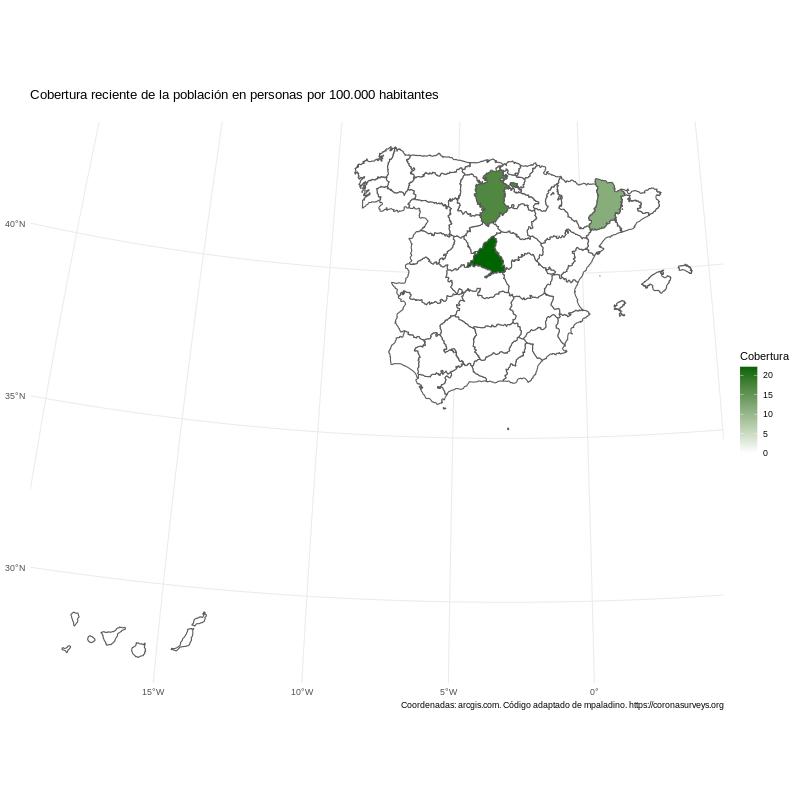 Cobertura reciente de la población en personas por 100.000 habitantes
40°N
35°N
30°N
15°W
10°W
5°W
0°
Cobertura
20
15
10
5
0
Coordenadas: arcgis.com. Código adaptado de mpaladino. https://coronasurveys.org